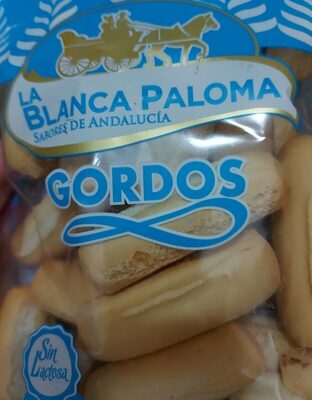 LA
BLANCA PALOMA
SABORES DE ANDALUCÍA
GORDOS
Sin
Lactosa